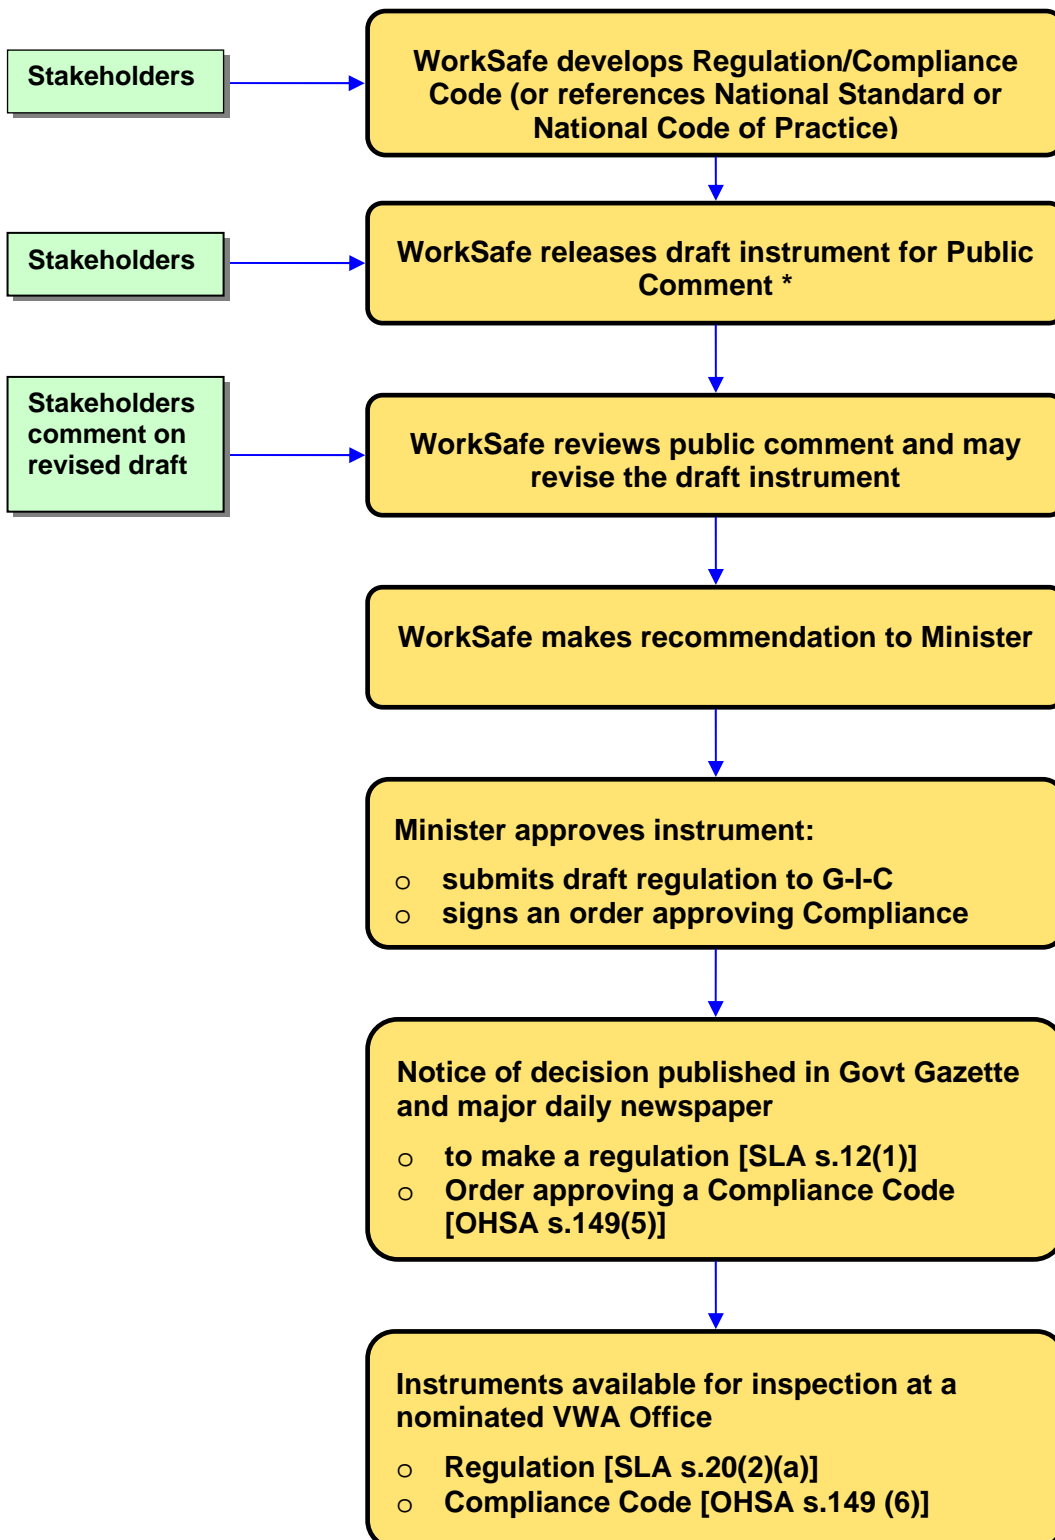 Stakeholders
WorkSafe develops Regulation/Compliance
Code (or references National Standard or
National Code of Practice)
Stakeholders
WorkSafe releases draft instrument for Public
Comment *
Stakeholders
comment on
revised draft
WorkSafe reviews public comment and may
revise the draft instrument
WorkSafe makes recommendation to Minister
Minister approves instrument:
o submits draft regulation to G-I-C
o signs an order approving Compliance
Notice of decision published in Govt Gazette
and major daily newspaper
o to make a regulation [SLA s.12(1)]
o Order approving a Compliance Code
[OHSA s.149(5)]
Instruments available for inspection at a
nominated VWA Office
o Regulation [SLA s.20(2)(a)]
o Compliance Code [OHSA s.149 (6)]